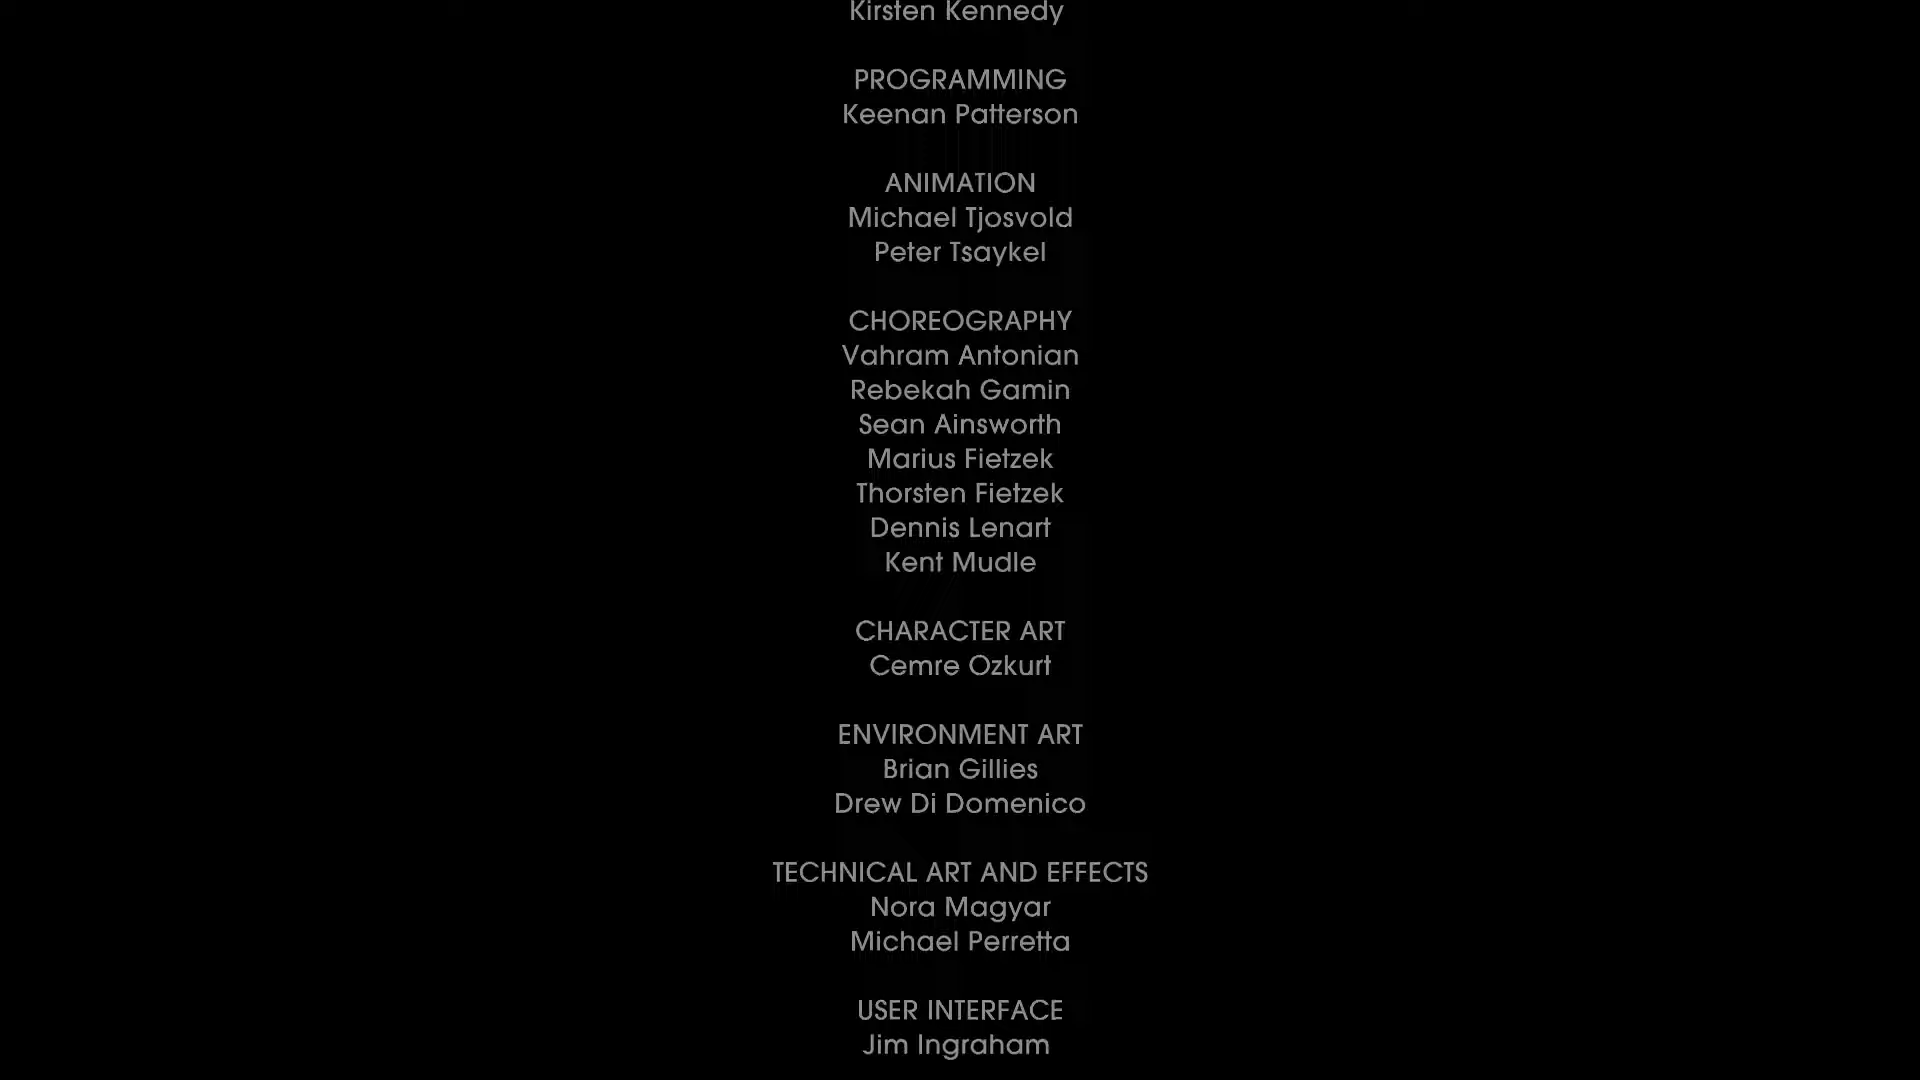 Kirsten Kennedy
PROGRAMMING
Keenan Patterson
ANIMATION
Michael Tjosvold
Peter Tsaykel
CHOREOGRAPHY
Vahram Antonian
Rebekah Gamin
Sean Ainsworth
Marius Fietzek
Thorsten Fietzek
Dennis Lenart
Kent Mudle
CHARACTER ART
Cemre Ozkurt
ENVIRONMENT ART
Brian Gillies
Drew Di Domenico
TECHNICAL ART AND EFFECTS
Nora Magyar
Michael Perretta
USER INTERFACE
Jim Ingraham